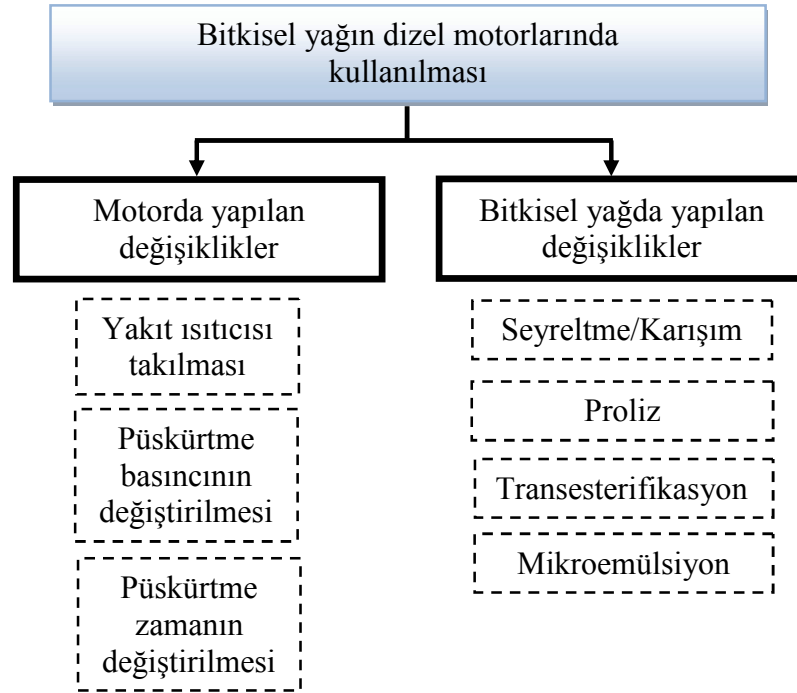 Bitkisel yağın dizel motorlarında
kullanılması
Motorda yapılan
değişiklikler
Yakıt ısıtıcısı
takılması
Püskürtme
basıncının
değiştirilmesi
Püskürtme
zamanın
değiştirilmesi
Bitkisel yağda yapılan
değişiklikler
Seyreltme/Karışım
Proliz
Transesterifikasyon
Mikroemülsiyon